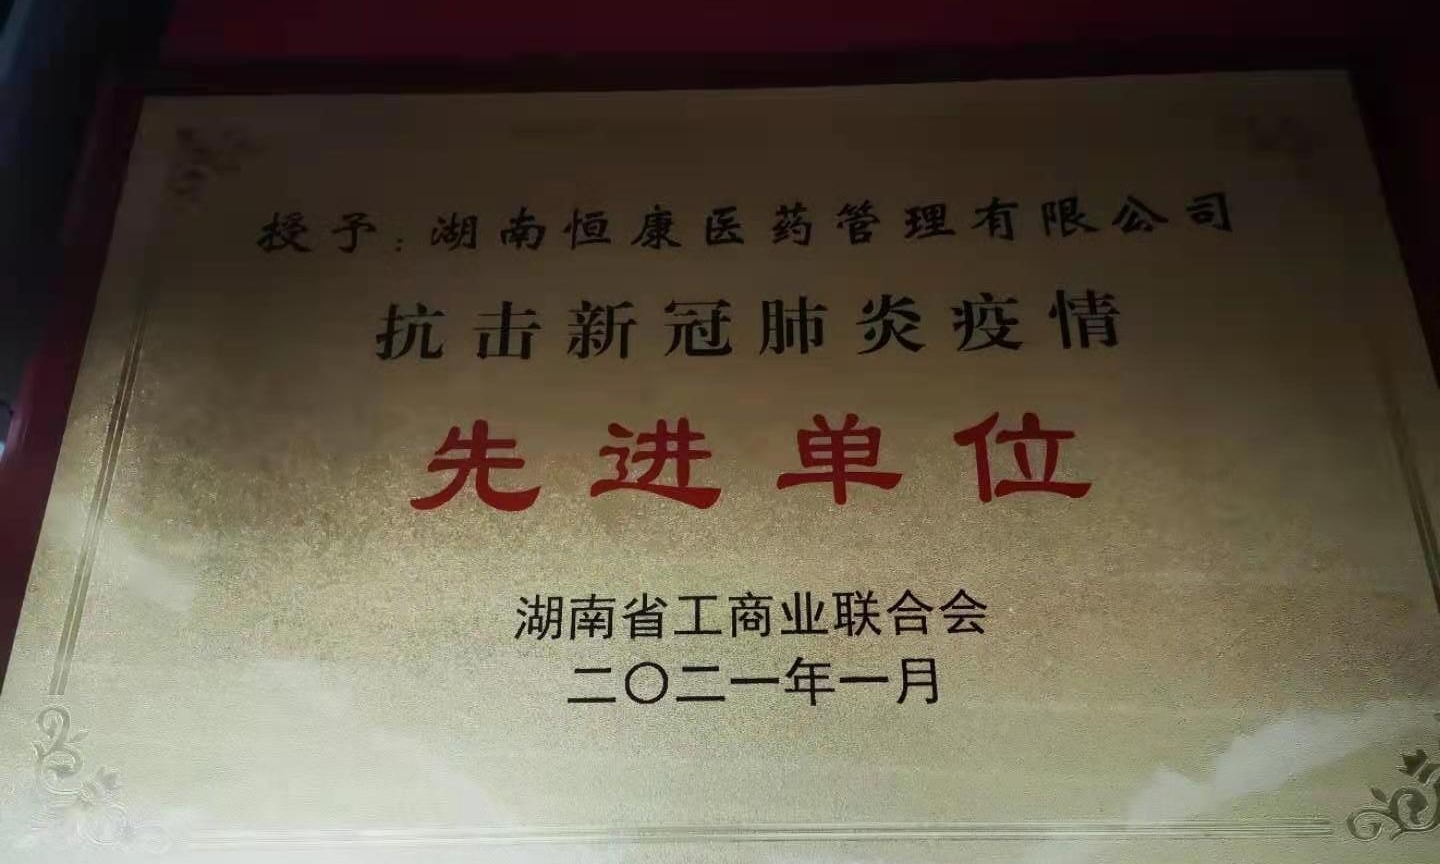 授予：湖南恒康医药管理有限公司
抗击新冠肺炎疫情
先进单位
湖南省工商业联合会
二〇二一年一月